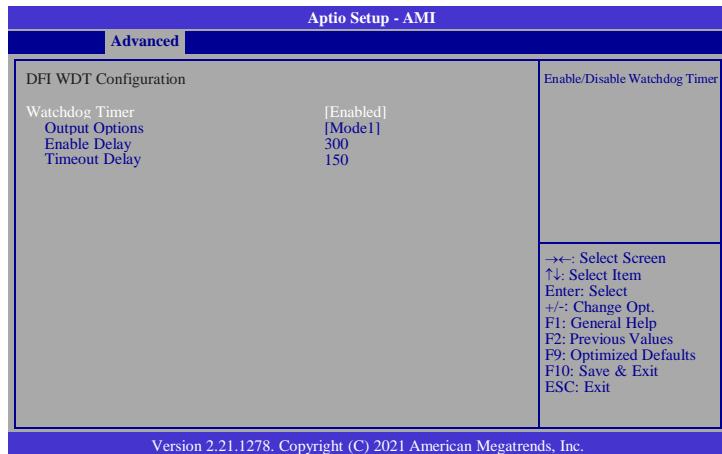 Aptio Setup - AMI
Advanced
DFI WDT Configuration
Watchdog Timer [Enabled]
Output Options [Mode1]
Enable Delay 300
Timeout Delay 150
Enable/Disable Watchdog Timer
→←: Select Screen
↑↓: Select Item
Enter: Select
+/-: Change Opt.
F1: General Help
F2: Previous Values
F9: Optimized Defaults
F10: Save & Exit
ESC: Exit
Version 2.21.1278. Copyright (C) 2021 American Megatrends, Inc.